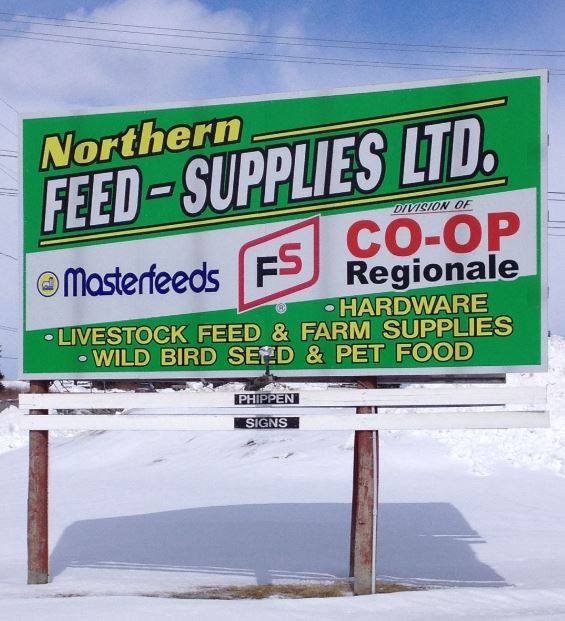 Northern
FEED - SUPPLIES LTD.
DIVISION OF
Masterfeeds FS CO-OP
®
Regionale
HARDWARE
LIVESTOCK FEED & FARM SUPPLIES
WILD BIRD SEED & PET FOOD
PHIPPEN
SIGNS